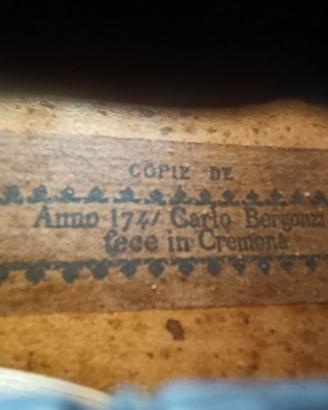 COPIE DE
Anno 174/ Carlo Bergonzi
fece in Cremona